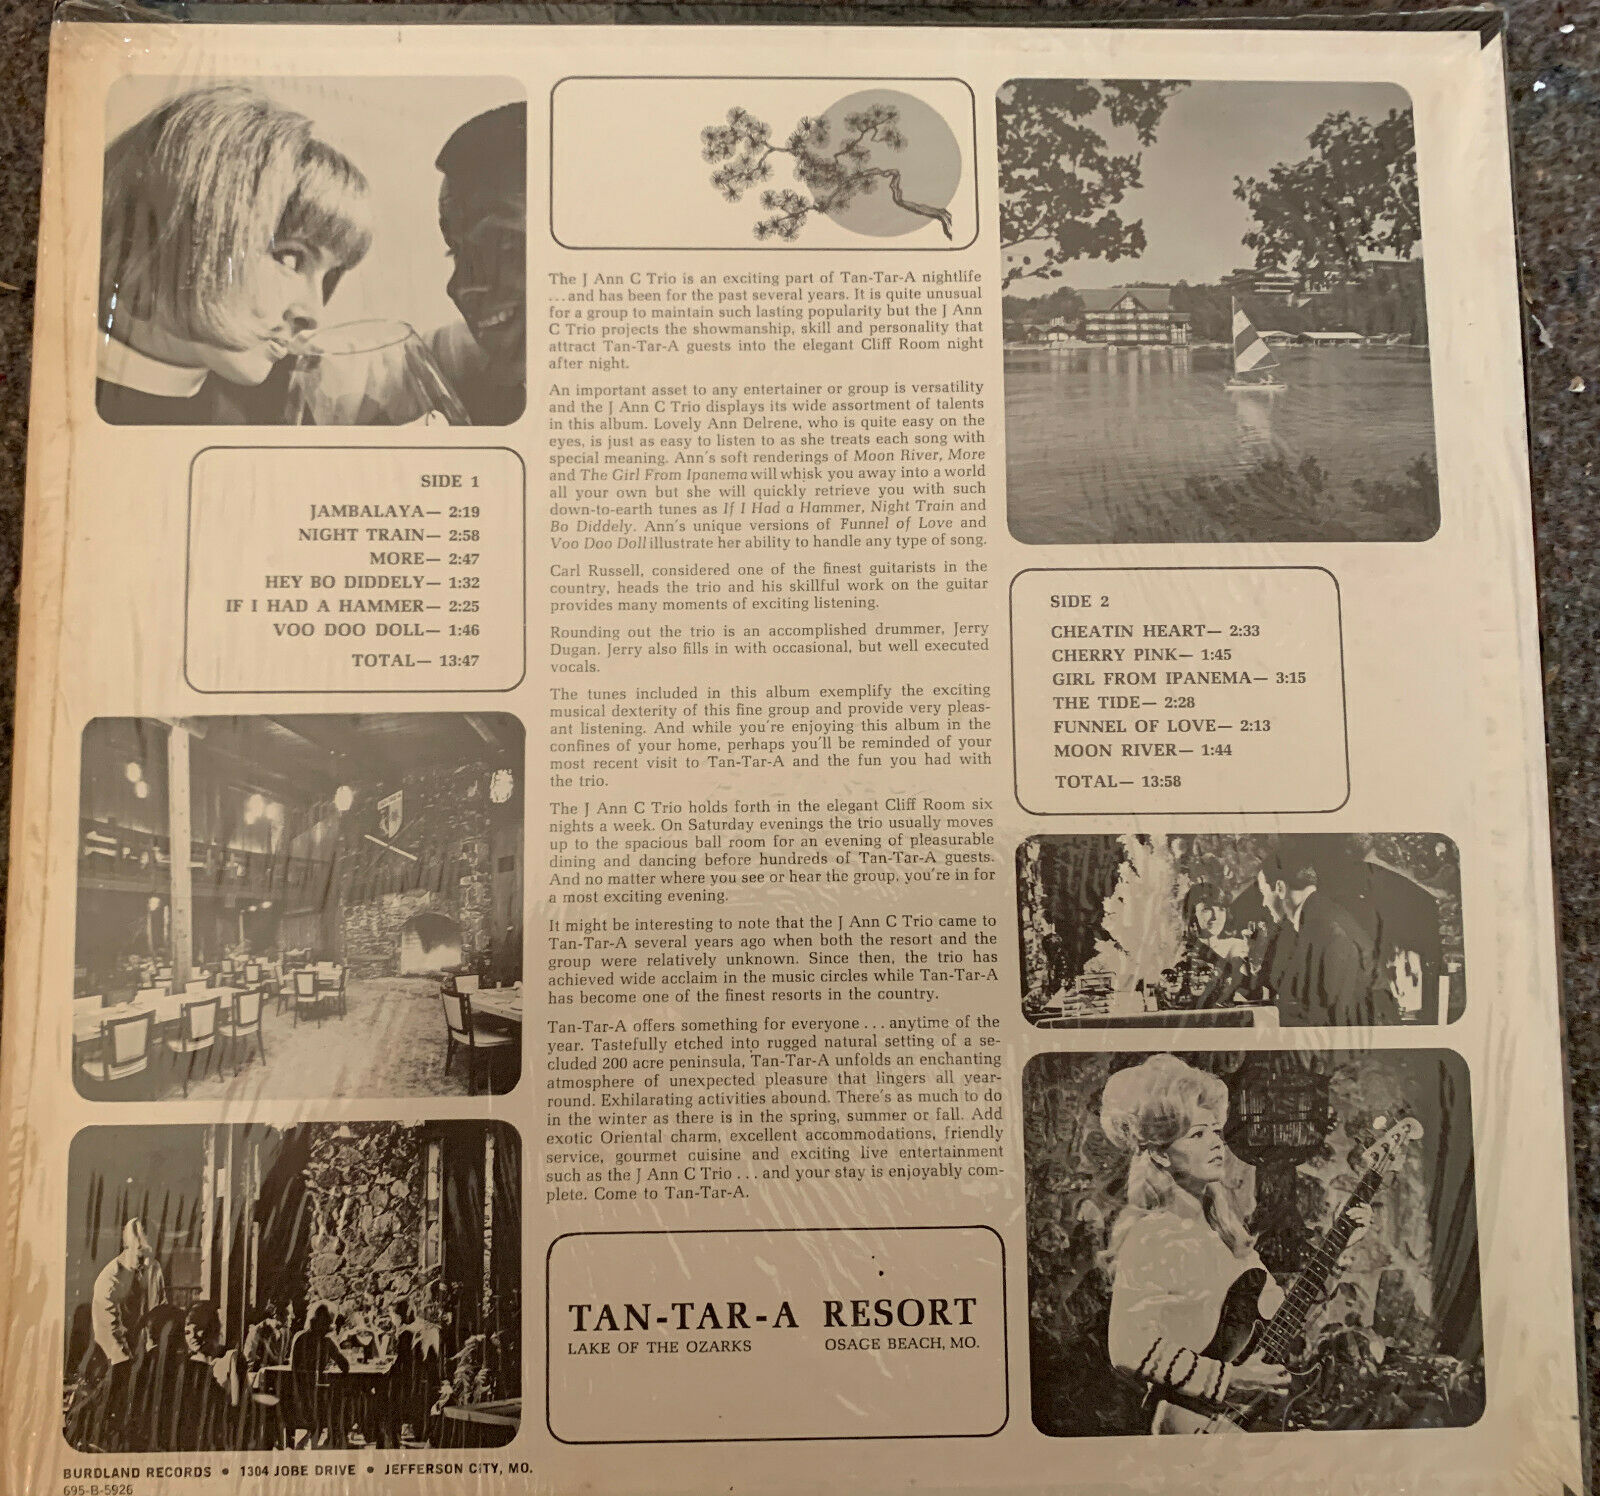 SIDE 1
JAMBALAYA— 2:19
NIGHT TRAIN— 2:58
MORE— 2:47
HEY BO DIDDELY— 1:32
IF I HAD A HAMMER— 2:25
VOO DOO DOLL— 1:46
TOTAL— 13:47
The J Ann C Trio is an exciting part of Tan-Tar-A nightlife
... and has been for the past several years. It is quite unusual
for a group to maintain such lasting popularity but the J Ann
C Trio projects the showmanship, skill and personality that
attract Tan-Tar-A guests into the elegant Cliff Room night
after night.
An important asset to any entertainer or group is versatility
and the J Ann C Trio displays its wide assortment of talents
in this album. Lovely Ann Delrene, who is quite easy on the
eyes, is just as easy to listen to as she treats each song with
special meaning. Ann's soft renderings of Moon River, More
and The Girl From Ipanema will whisk you away into a world
all your own but she will quickly retrieve you with such
down-to-earth tunes as If I Had a Hammer, Night Train and
Bo Diddely. Ann's unique versions of Funnel of Love and
Voo Doo Doll illustrate her ability to handle any type of song.
Carl Russell, considered one of the finest guitarists in the
country, heads the trio and his skillful work on the guitar
provides many moments of exciting listening.
Rounding out the trio is an accomplished drummer, Jerry
Dugan. Jerry also fills in with occasional, but well executed
vocals.
The tunes included in this album exemplify the exciting
musical dexterity of this fine group and provide very pleas-
ant listening. And while you're enjoying this album in the
confines of your home, perhaps you'll be reminded of your
most recent visit to Tan-Tar-A and the fun you had with
the trio.
The J Ann C Trio holds forth in the elegant Cliff Room six
nights a week. On Saturday evenings the trio usually moves
up to the spacious ball room for an evening of pleasurable
dining and dancing before hundreds of Tan-Tar-A guests.
And no matter where you see or hear the group, you're in for
a most exciting evening.
It might be interesting to note that the J Ann C Trio came to
Tan-Tar-A several years ago when both the resort and the
group were relatively unknown. Since then, the trio has
achieved wide acclaim in the music circles while Tan-Tar-A
has become one of the finest resorts in the country.
Tan-Tar-A offers something for everyone ... anytime of the
year. Tastefully etched into rugged natural setting of a se-
cluded 200 acre peninsula, Tan-Tar-A unfolds an enchanting
atmosphere of unexpected pleasure that lingers all year-
round. Exhilarating activities abound. There's as much to do
in the winter as there is in the spring, summer or fall. Add
exotic Oriental charm, excellent accommodations, friendly
service, gourmet cuisine and exciting live entertainment
such as the J Ann C Trio ... and your stay is enjoyably com-
plete. Come to Tan-Tar-A.
SIDE 2
CHEATIN HEART— 2:33
CHERRY PINK— 1:45
GIRL FROM IPANEMA— 3:15
THE TIDE— 2:28
FUNNEL OF LOVE— 2:13
MOON RIVER— 1:44
TOTAL— 13:58
TAN-TAR-A RESORT
LAKE OF THE OZARKS OSAGE BEACH, MO.
BURDLAND RECORDS • 1304 JOBE DRIVE • JEFFERSON CITY, MO.
695-B-5926